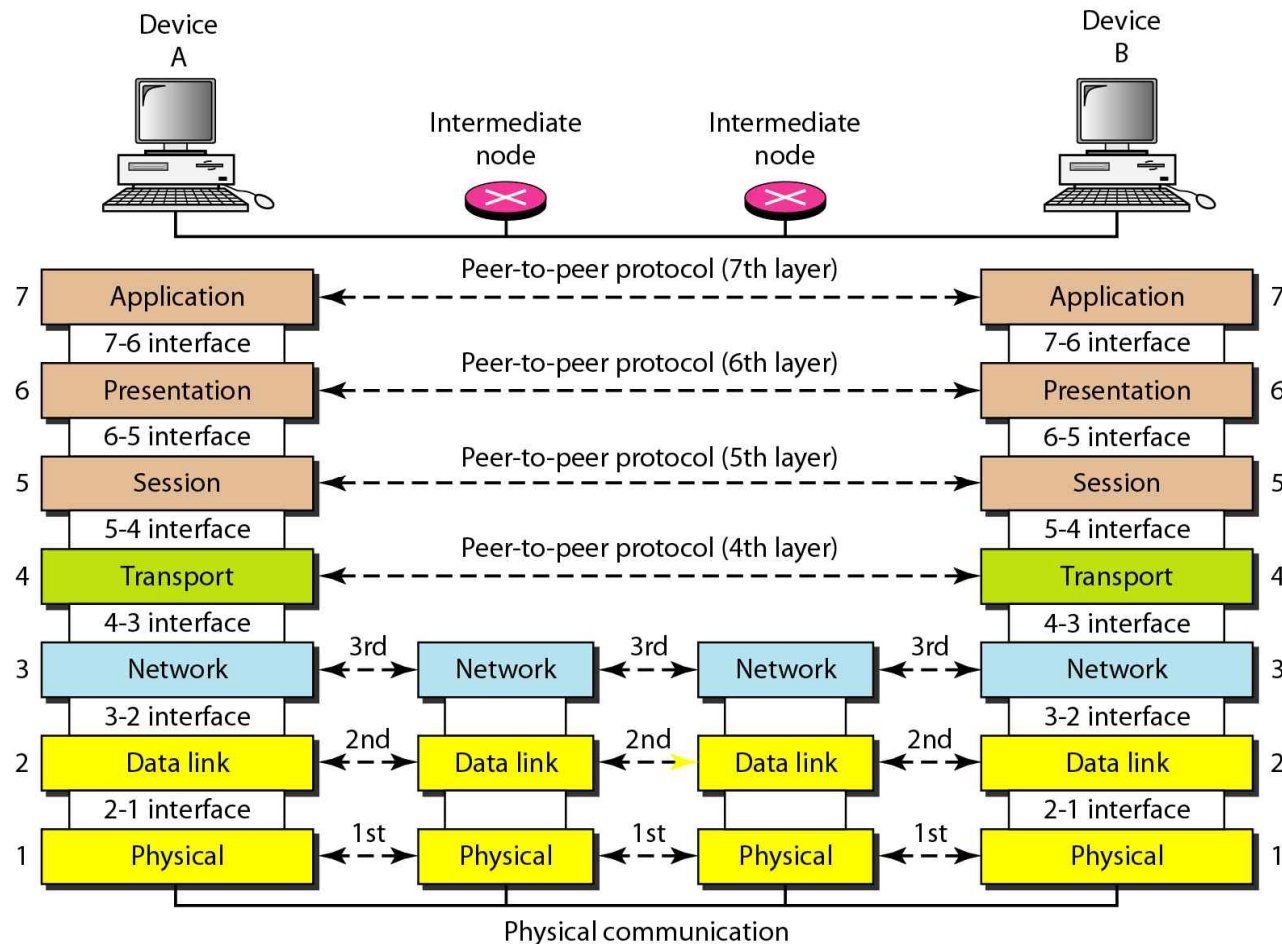 Device
A
Device
B
Intermediate
node
Intermediate
node
Peer-to-peer protocol (7th layer)
7 Application Application 7
7-6 interface 7-6 interface
Peer-to-peer protocol (6th layer)
6 Presentation Presentation 6
6-5 interface 6-5 interface
Peer-to-peer protocol (5th layer)
5 Session Session 5
5-4 interface 5-4 interface
Peer-to-peer protocol (4th layer)
4 Transport Transport 4
4-3 interface 4-3 interface
3rd 3rd 3rd
3 Network Network Network Network 3
3-2 interface 3-2 interface
2nd 2nd 2nd
2 Data link Data link Data link Data link 2
2-1 interface 2-1 interface
1st 1st 1st
1 Physical Physical Physical Physical 1
Physical communication